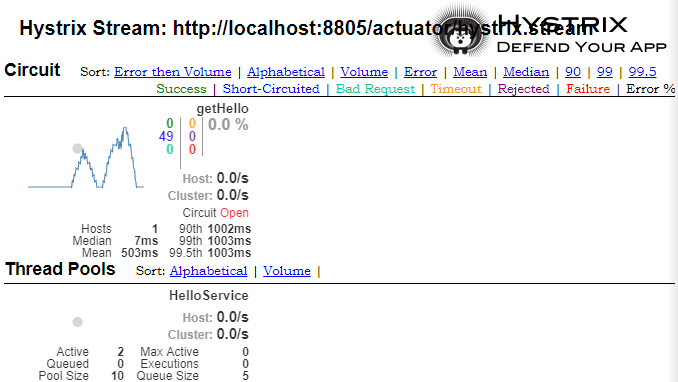 Hystrix Stream: http://localhost:8805/actuator/hystrix.stream
HYSTRIX
DEFEND YOUR APP
Circuit Sort: Error then Volume | Alphabetical | Volume | Error | Mean | Median | 90 | 99 | 99.5
Success | Short-Circuited | Bad Request | Timeout | Rejected | Failure | Error %
getHello
0 0 0.0 %
49 0
0 0
Host: 0.0/s
Cluster: 0.0/s
Circuit Open
Hosts 1 90th 1002ms
Median 7ms 99th 1003ms
Mean 503ms 99.5th 1003ms
Thread Pools Sort: Alphabetical | Volume |
HelloService
Host: 0.0/s
Cluster: 0.0/s
Active 2 Max Active 0
Queued 0 Executions 0
Pool Size 10 Queue Size 5